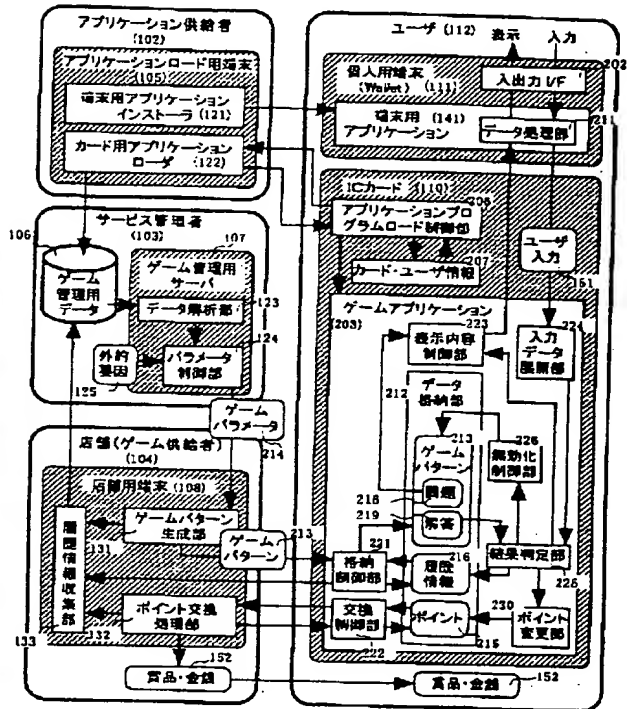 アプリケーション供給者
(102)
アプリケーションロード用端末
(105)
端末用アプリケーション
インストーラ (121)
カード用アプリケーション
ローダ (122)
サービス管理者
(103)
106
107
ゲーム
管理用
データ
ゲーム管理用
サーバ
データ解析部
123
124
外的
要因
パラメータ
制御部
125
ゲーム
パラメータ
214
店舗(ゲーム供給者)
(104)
店舗用端末 (108)
ゲームパターン
生成部
131
ゲーム
パターン
213
履歴情報収集部
133
132
ポイント交換
処理部
152
賞品・金銭
ユーザ (112)
表示
入力
202
個人用端末
(Wallet) (111)
入出力 I/F
端末用 (141)
アプリケーション
データ処理部
211
ICカード (110)
206
アプリケーションプロ
グラムロード制御部
207
カード・ユーザ情報
ユーザ
入力
151
ゲームアプリケーション
(203)
223
表示内容
制御部
224
入力
データ
展開部
212
データ
格納部
213
ゲーム
パターン
226
無効化
制御部
218
問題
219
解答
221
格納
制御部
216
履歴
情報
結果判定部
225
交換
制御部
222
ポイント
215
230
ポイント
変更部
賞品・金銭
152